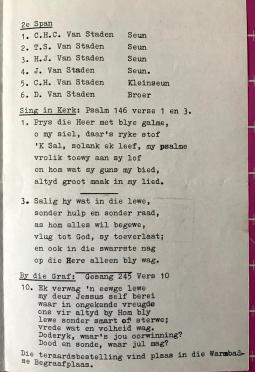 2e Span
1. C.H.C. Van Staden Seun
2. T.S. Van Staden Seun
3. H.J. Van Staden Seun
4. J. Van Staden Seun.
5. C.H. Van Staden Kleinseun
6. D. Van Staden Broer
Sing in Kerk: Psalm 146 verse 1 en 3.
1. Prys die Heer met blye galme,
o my siel, daar's ryke stof
'K Sal, solank ek leef, my psalme
vrolik toewy aan sy lof
en hom wat sy guns my bied,
altyd groot maak in my lied.
3. Salig hy wat in die lewe,
sonder hulp en sonder raad,
as hom alles wil begewe,
vlug tot God, sy toeverlaat;
en ook in die swarrste nag
op die Here alleen bly wag.
By die Graf: Gesang 245 Vers 10
10. Ek verwag 'n eewge lewe
my deur Jessus self berei
waar in ongekende vreugde
ons vir altyd by Hom bly
lewe sonder smart of sterwe;
vrede wat en volheid wag.
Doderyk, waar's jou oorwinning?
Dood en sonde, waar jul mag?
Die teraardsbestelling vind plaas in die Warmbad-
se Begraafplaas.